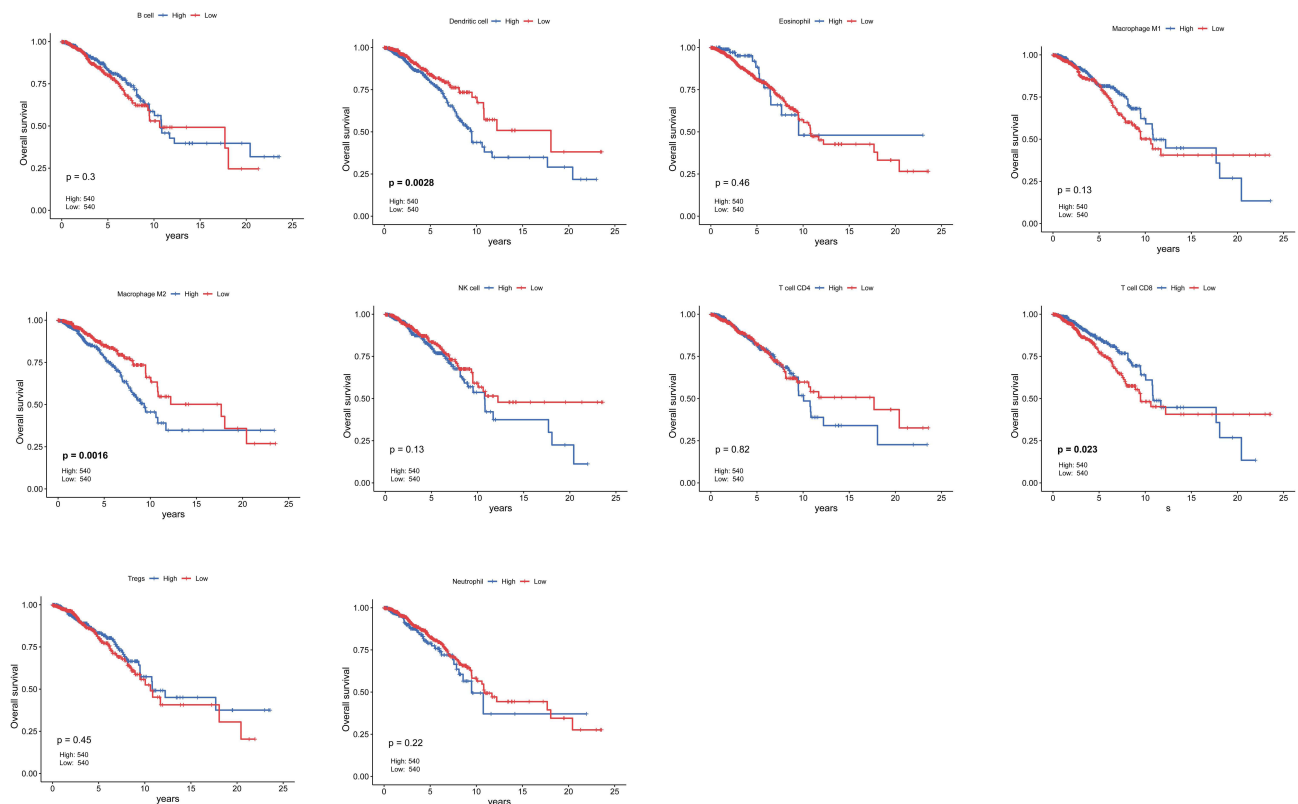 B cell High Low
Overall survival
1.00
0.75
0.50
0.25
0.00
p = 0.3
High: 540
Low: 540
0 5 10 15 20 25
years
Dendritic cell High Low
Overall survival
1.00
0.75
0.50
0.25
0.00
p = 0.0028
High: 540
Low: 540
0 5 10 15 20 25
years
Eosinophil High Low
Overall survival
1.00
0.75
0.50
0.25
0.00
p = 0.46
High: 540
Low: 540
0 5 10 15 20 25
years
Macrophage M1 High Low
Overall survival
1.00
0.75
0.50
0.25
0.00
p = 0.13
High: 540
Low: 540
0 5 10 15 20 25
years
Macrophage M2 High Low
Overall survival
1.00
0.75
0.50
0.25
0.00
p = 0.0016
High: 540
Low: 540
0 5 10 15 20 25
years
NK cell High Low
Overall survival
1.00
0.75
0.50
0.25
0.00
p = 0.13
High: 540
Low: 540
0 5 10 15 20 25
years
T cell CD4 High Low
Overall survival
1.00
0.75
0.50
0.25
0.00
p = 0.82
High: 540
Low: 540
0 5 10 15 20 25
years
T cell CD8 High Low
Overall survival
1.00
0.75
0.50
0.25
0.00
p = 0.023
High: 540
Low: 540
0 5 10 15 20 25
s
Tregs High Low
Overall survival
1.00
0.75
0.50
0.25
0.00
p = 0.45
High: 540
Low: 540
0 5 10 15 20 25
years
Neutrophil High Low
Overall survival
1.00
0.75
0.50
0.25
0.00
p = 0.22
High: 540
Low: 540
0 5 10 15 20 25
years